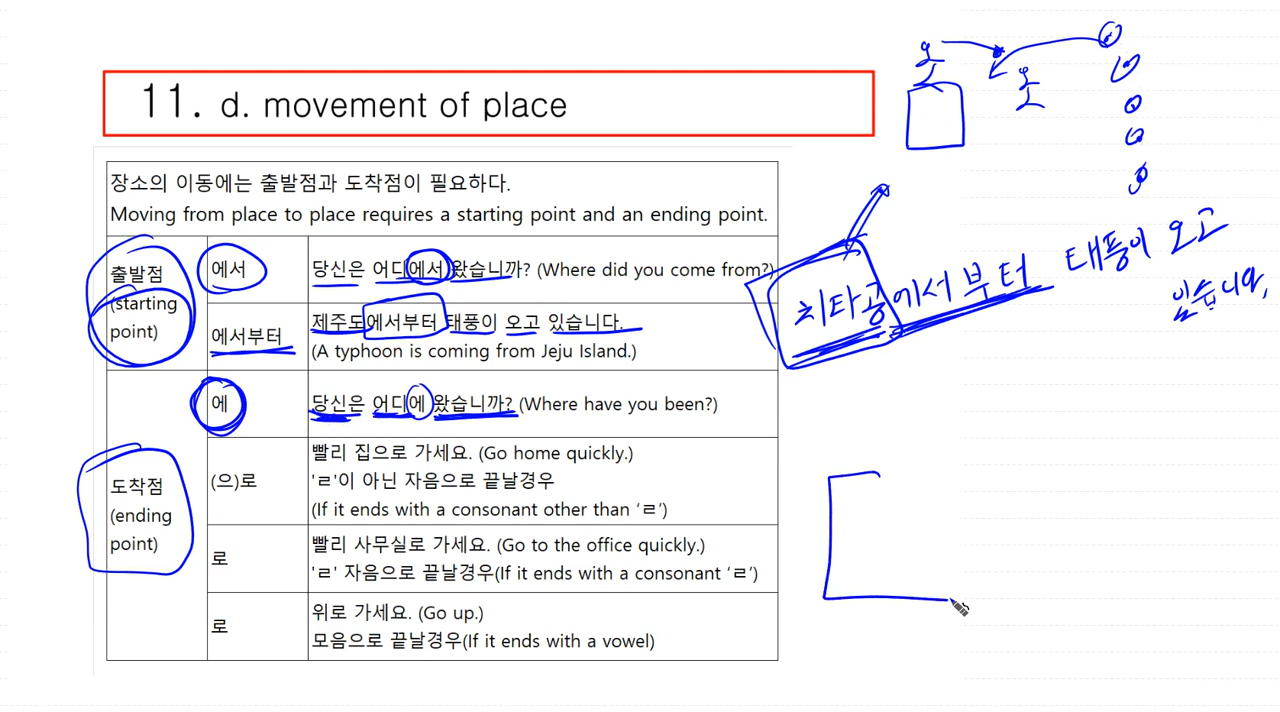 11. d. movement of place
장소의 이동에는 출발점과 도착점이 필요하다.
Moving from place to place requires a starting point and an ending point.
출발점
(starting
point)
에서
당신은 어디에서 왔습니까? (Where did you come from?)
에서부터
제주도에서부터 태풍이 오고 있습니다.
(A typhoon is coming from Jeju Island.)
도착점
(ending
point)
에
당신은 어디에 왔습니까? (Where have you been?)
(으)로
빨리 집으로 가세요. (Go home quickly.)
'ㄹ'이 아닌 자음으로 끝날경우
(If it ends with a consonant other than ‘ㄹ’)
로
빨리 사무실로 가세요. (Go to the office quickly.)
'ㄹ' 자음으로 끝날경우(If it ends with a consonant ‘ㄹ’)
로
위로 가세요. (Go up.)
모음으로 끝날경우(If it ends with a vowel)
치타공에서부터 태풍이 오고
있습니다.